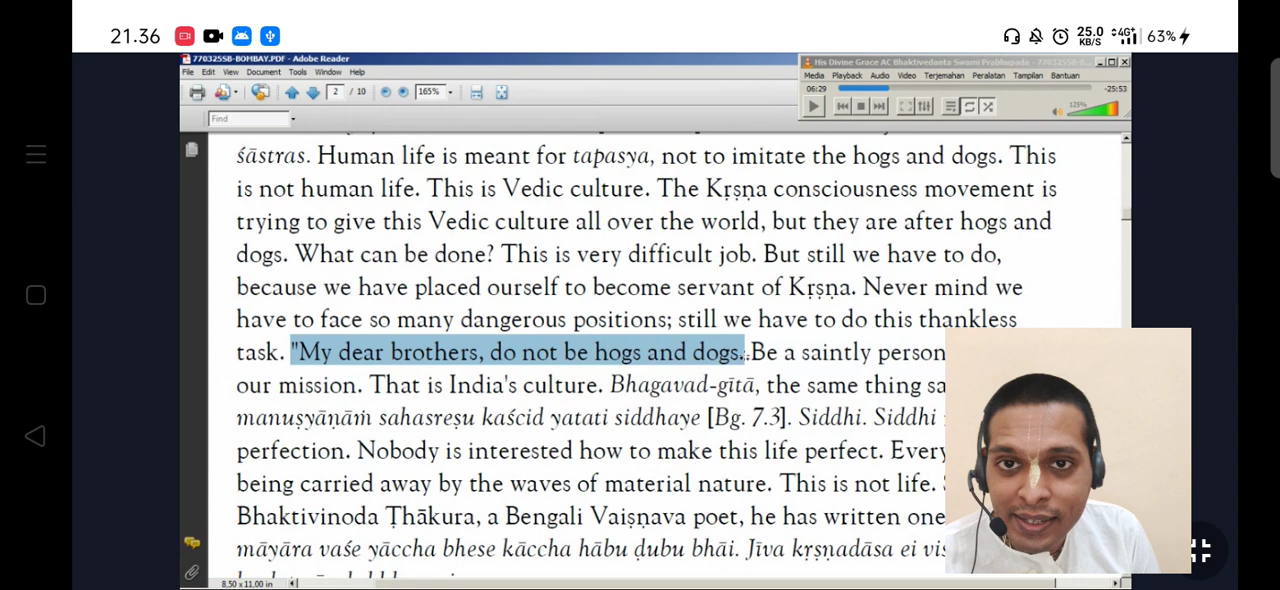 21.36
25.0
KB/S
4G+
63%
770325SB-BOMBAY.PDF - Adobe Reader
His Divine Grace AC Bhaktivedanta Swami Prabhupada - 770325SB-B...
File Edit View Document Tools Window Help
Media Playback Audio Video Terjemahan Peralatan Tampilan Bantuan
06:29
-25:53
2 / 10
165%
125%
Find
śāstras. Human life is meant for tapasya, not to imitate the hogs and dogs. This
is not human life. This is Vedic culture. The Kṛṣṇa consciousness movement is
trying to give this Vedic culture all over the world, but they are after hogs and
dogs. What can be done? This is very difficult job. But still we have to do,
because we have placed ourself to become servant of Kṛṣṇa. Never mind we
have to face so many dangerous positions; still we have to do this thankless
task. "My dear brothers, do not be hogs and dogs. Be a saintly person
our mission. That is India's culture. Bhagavad-gītā, the same thing sa
manuṣyāṇāṁ sahasreṣu kaścid yatati siddhaye [Bg. 7.3]. Siddhi. Siddhi
perfection. Nobody is interested how to make this life perfect. Every
being carried away by the waves of material nature. This is not life.
Bhaktivinoda Ṭhākura, a Bengali Vaiṣṇava poet, he has written one
māyāra vaśe yāccha bhese kāccha hābu ḍubu bhāi. Jīva kṛṣṇadāsa ei vis
8,50 x 11,00 in